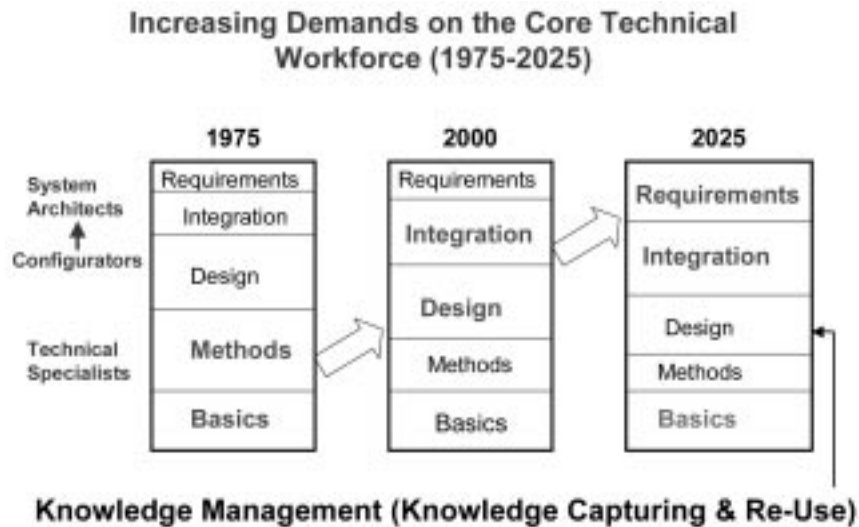 Increasing Demands on the Core Technical
Workforce (1975-2025)
1975
2000
2025
System
Architects
Configurators
Technical
Specialists
Requirements
Integration
Design
Methods
Basics
Requirements
Integration
Design
Methods
Basics
Requirements
Integration
Design
Methods
Basics
Knowledge Management (Knowledge Capturing & Re-Use)